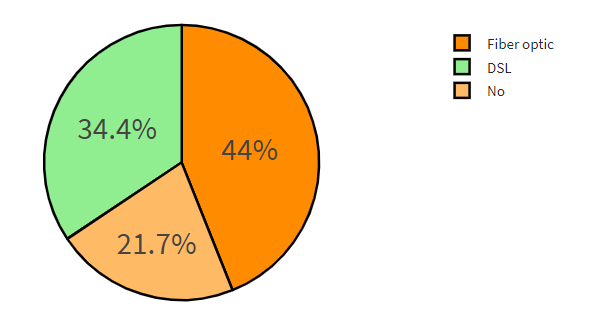 Fiber optic
DSL
No
34.4%
44%
21.7%